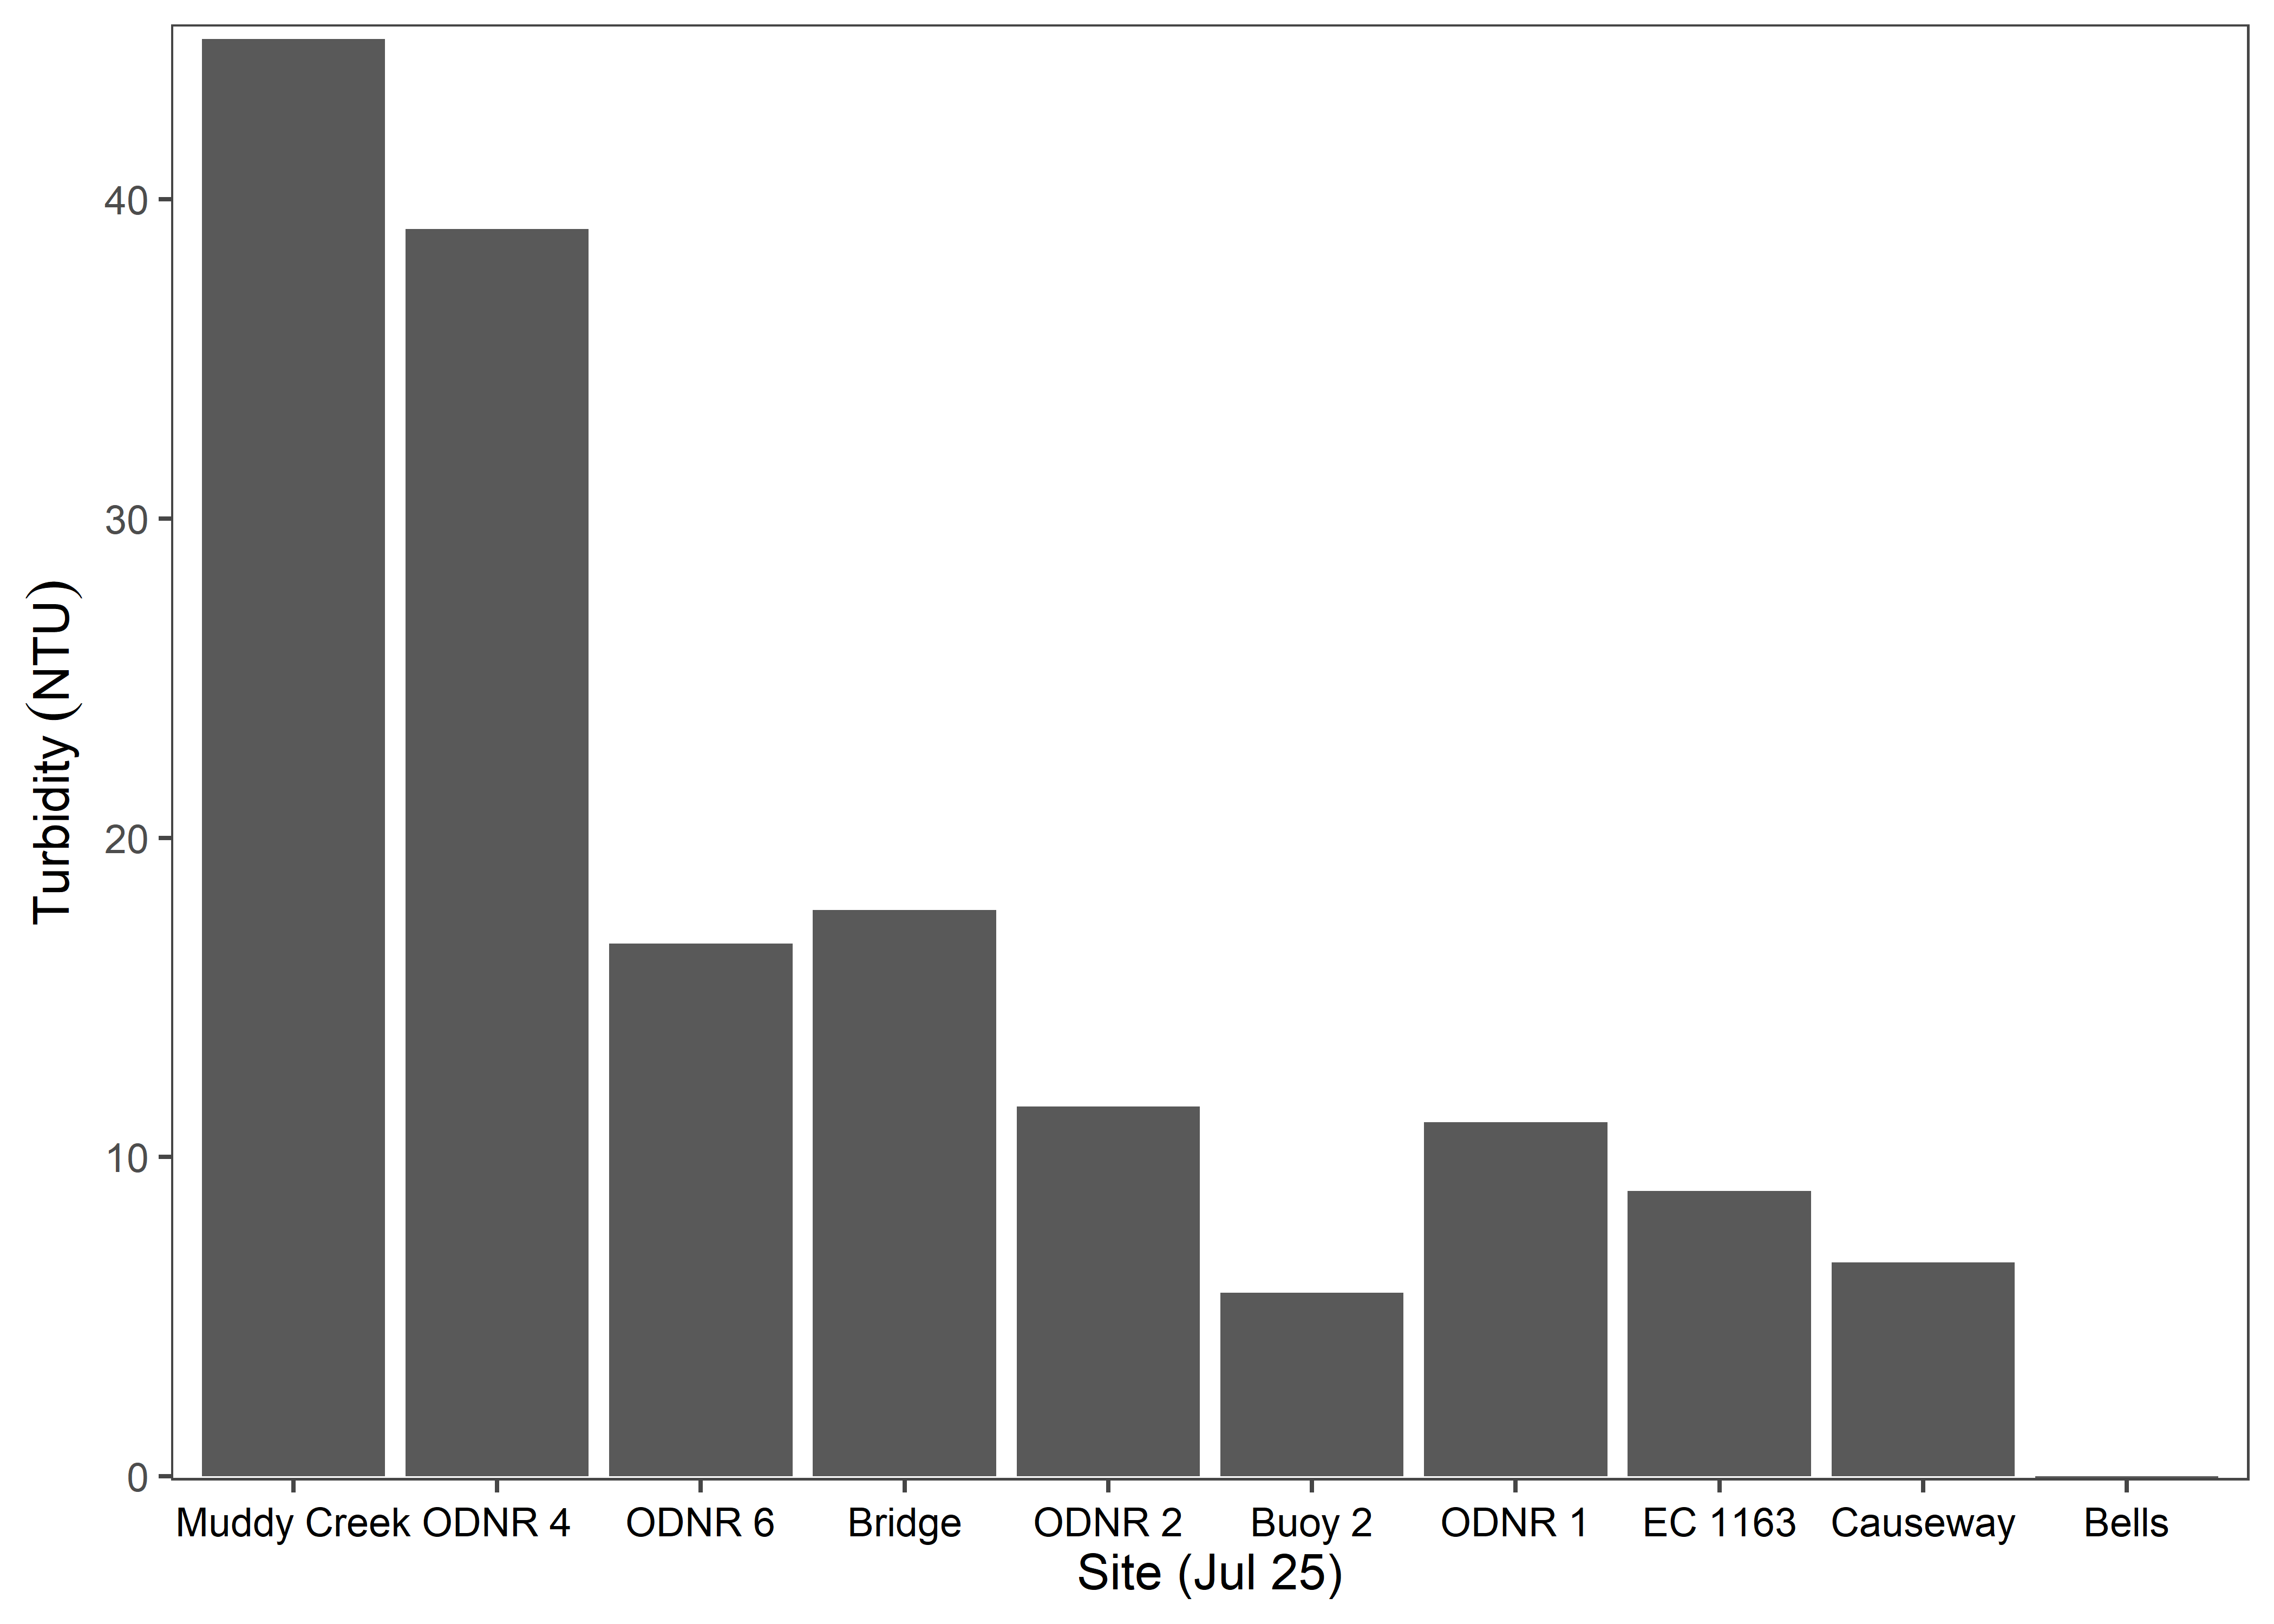 40
30
20
10
0
Turbidity (NTU)
Muddy Creek ODNR 4 ODNR 6 Bridge ODNR 2 Buoy 2 ODNR 1 EC 1163 Causeway Bells
Site (Jul 25)